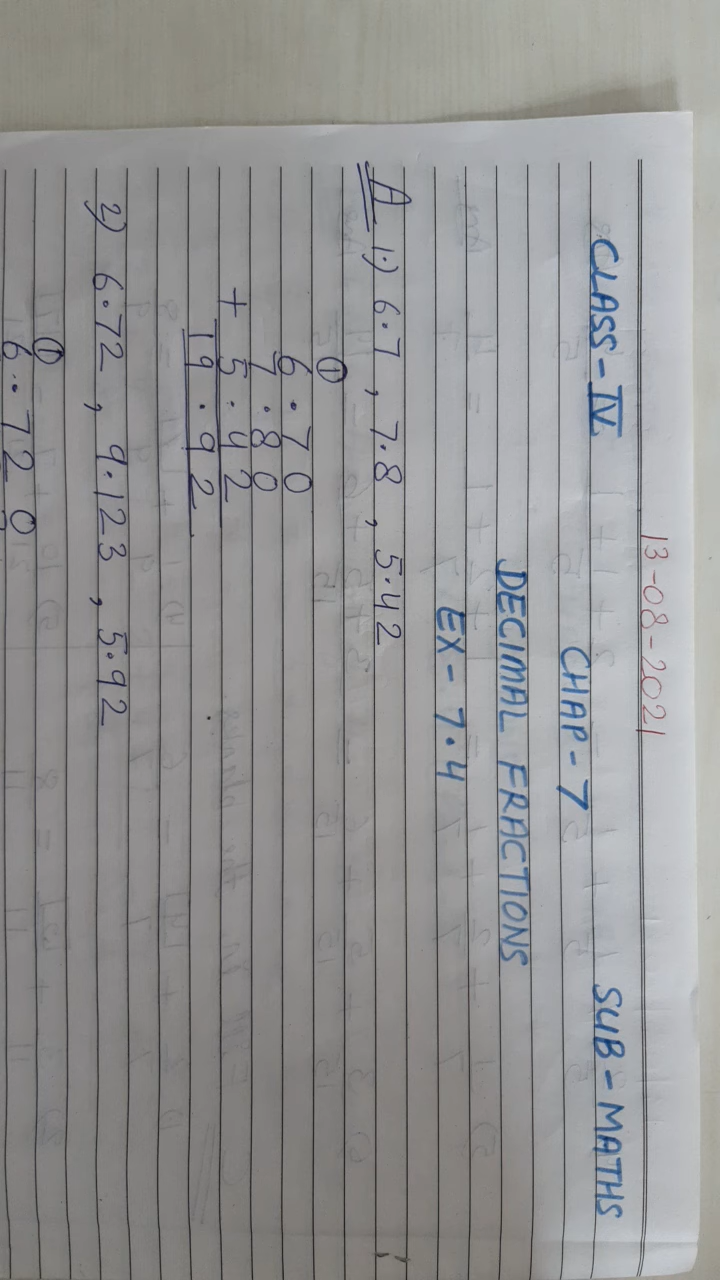 13-08-2021
CLASS-IV CHAP-7 SUB-MATHS
DECIMAL FRACTIONS
EX-7.4
A 1.) 6.7, 7.8, 5.42
1
6.70
7.80
+ 5.42
19.92
2) 6.72, 9.123, 5.92
1
6.720